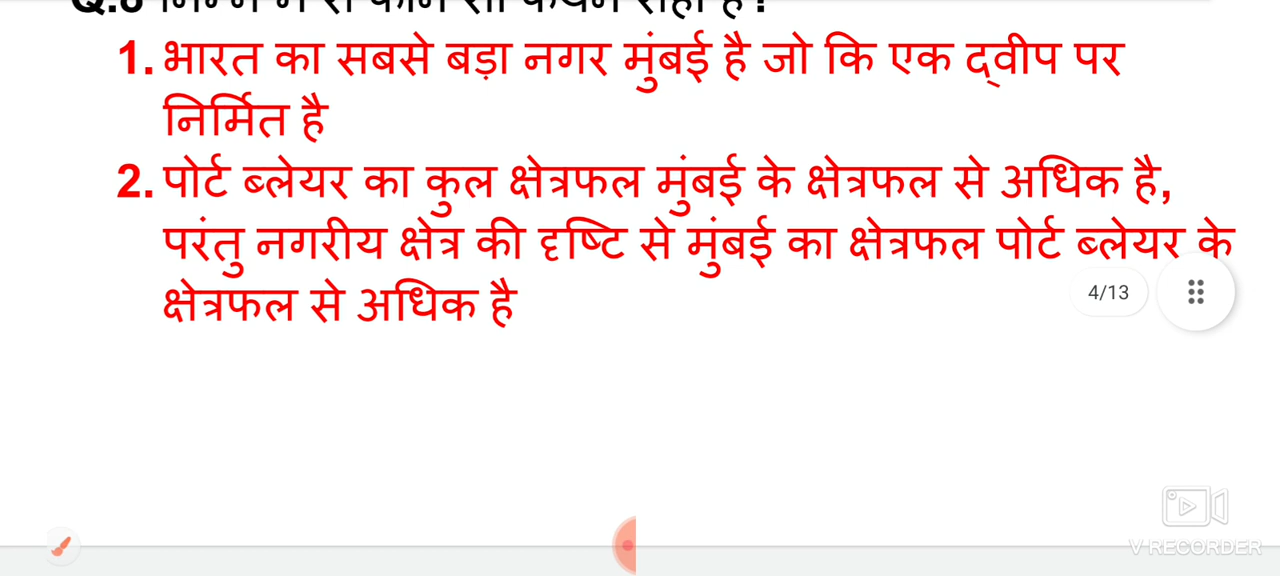 1. भारत का सबसे बड़ा नगर मुंबई है जो कि एक द्वीप पर
निर्मित है
2. पोर्ट ब्लेयर का कुल क्षेत्रफल मुंबई के क्षेत्रफल से अधिक है,
परंतु नगरीय क्षेत्र की दृष्टि से मुंबई का क्षेत्रफल पोर्ट ब्लेयर के
क्षेत्रफल से अधिक है
4/13
V RECORDER